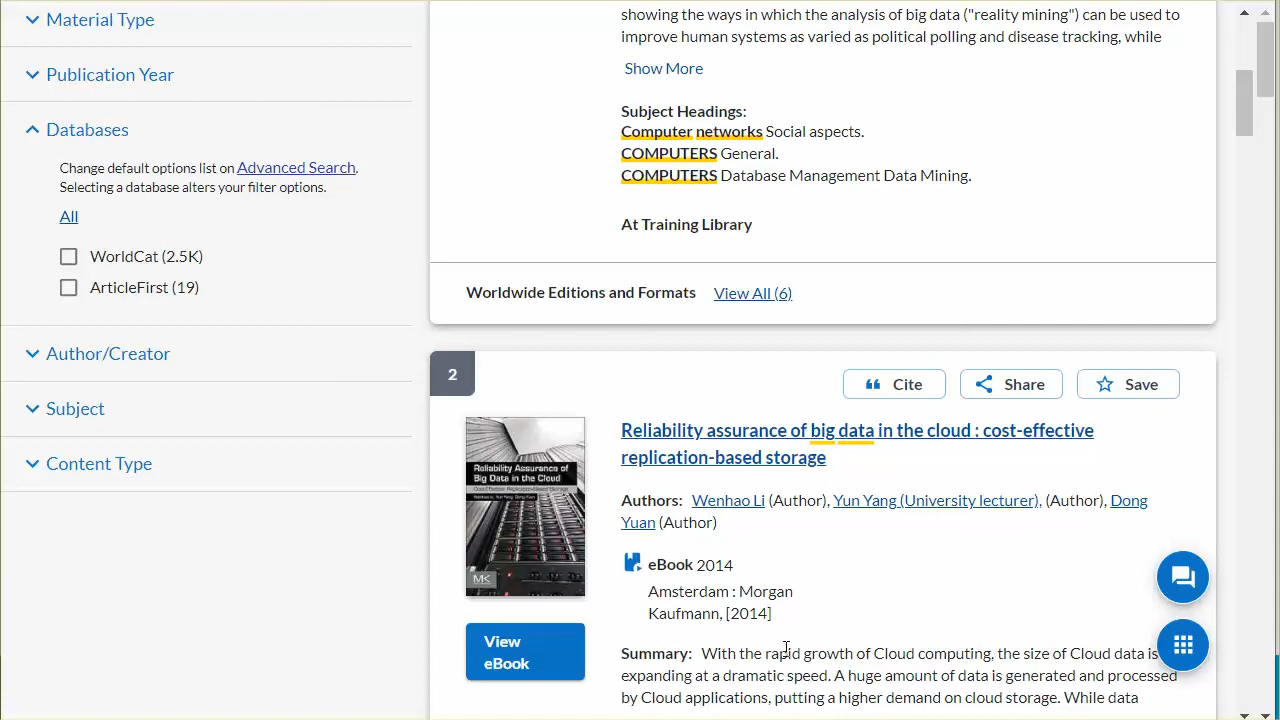 Material Type
Publication Year
Databases
Change default options list on Advanced Search.
Selecting a database alters your filter options.
All
WorldCat (2.5K)
ArticleFirst (19)
Author/Creator
Subject
Content Type
showing the ways in which the analysis of big data ("reality mining") can be used to
improve human systems as varied as political polling and disease tracking, while
Show More
Subject Headings:
Computer networks Social aspects.
COMPUTERS General.
COMPUTERS Database Management Data Mining.
At Training Library
Worldwide Editions and Formats View All (6)
2
Cite Share Save
Reliability Assurance of
Big Data in the Cloud
MK
View
eBook
Reliability assurance of big data in the cloud : cost-effective
replication-based storage
Authors: Wenhao Li (Author), Yun Yang (University lecturer), (Author), Dong
Yuan (Author)
eBook 2014
Amsterdam : Morgan
Kaufmann, [2014]
Summary: With the rapid growth of Cloud computing, the size of Cloud data is
expanding at a dramatic speed. A huge amount of data is generated and processed
by Cloud applications, putting a higher demand on cloud storage. While data